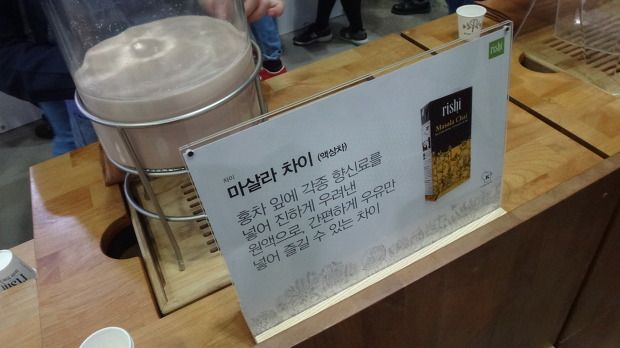 rishi
차이
마살라 차이 (액상차)
홍차 잎에 각종 향신료를
넣어 진하게 우려낸
원액으로, 간편하게 우유만
넣어 즐길 수 있는 차이
rishi
Masala Chai